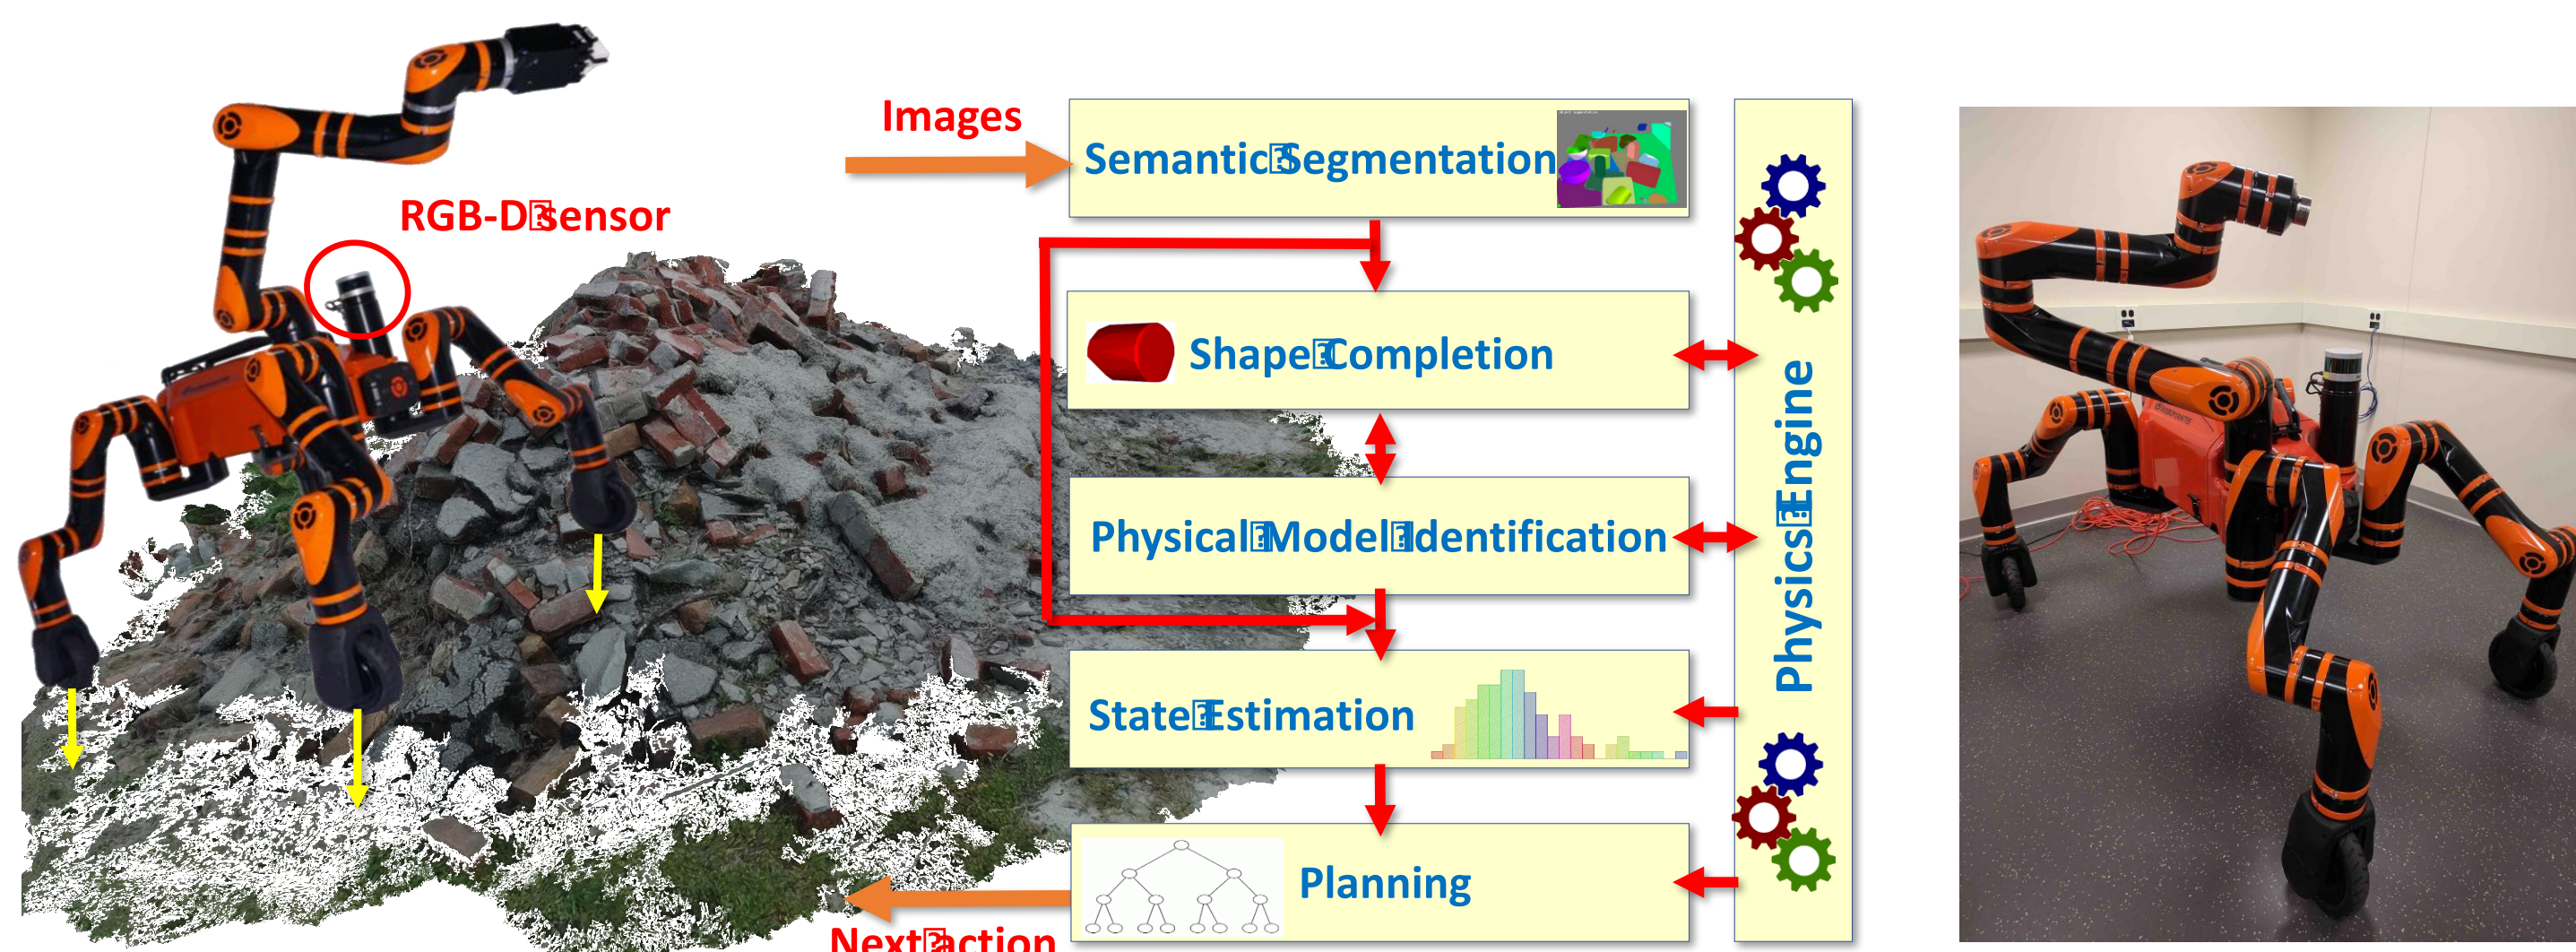 Images
RGB-D sensor
Semantic Segmentation
Shape Completion
Physical Model Identification
State Estimation
Planning
Next action
Physics Engine